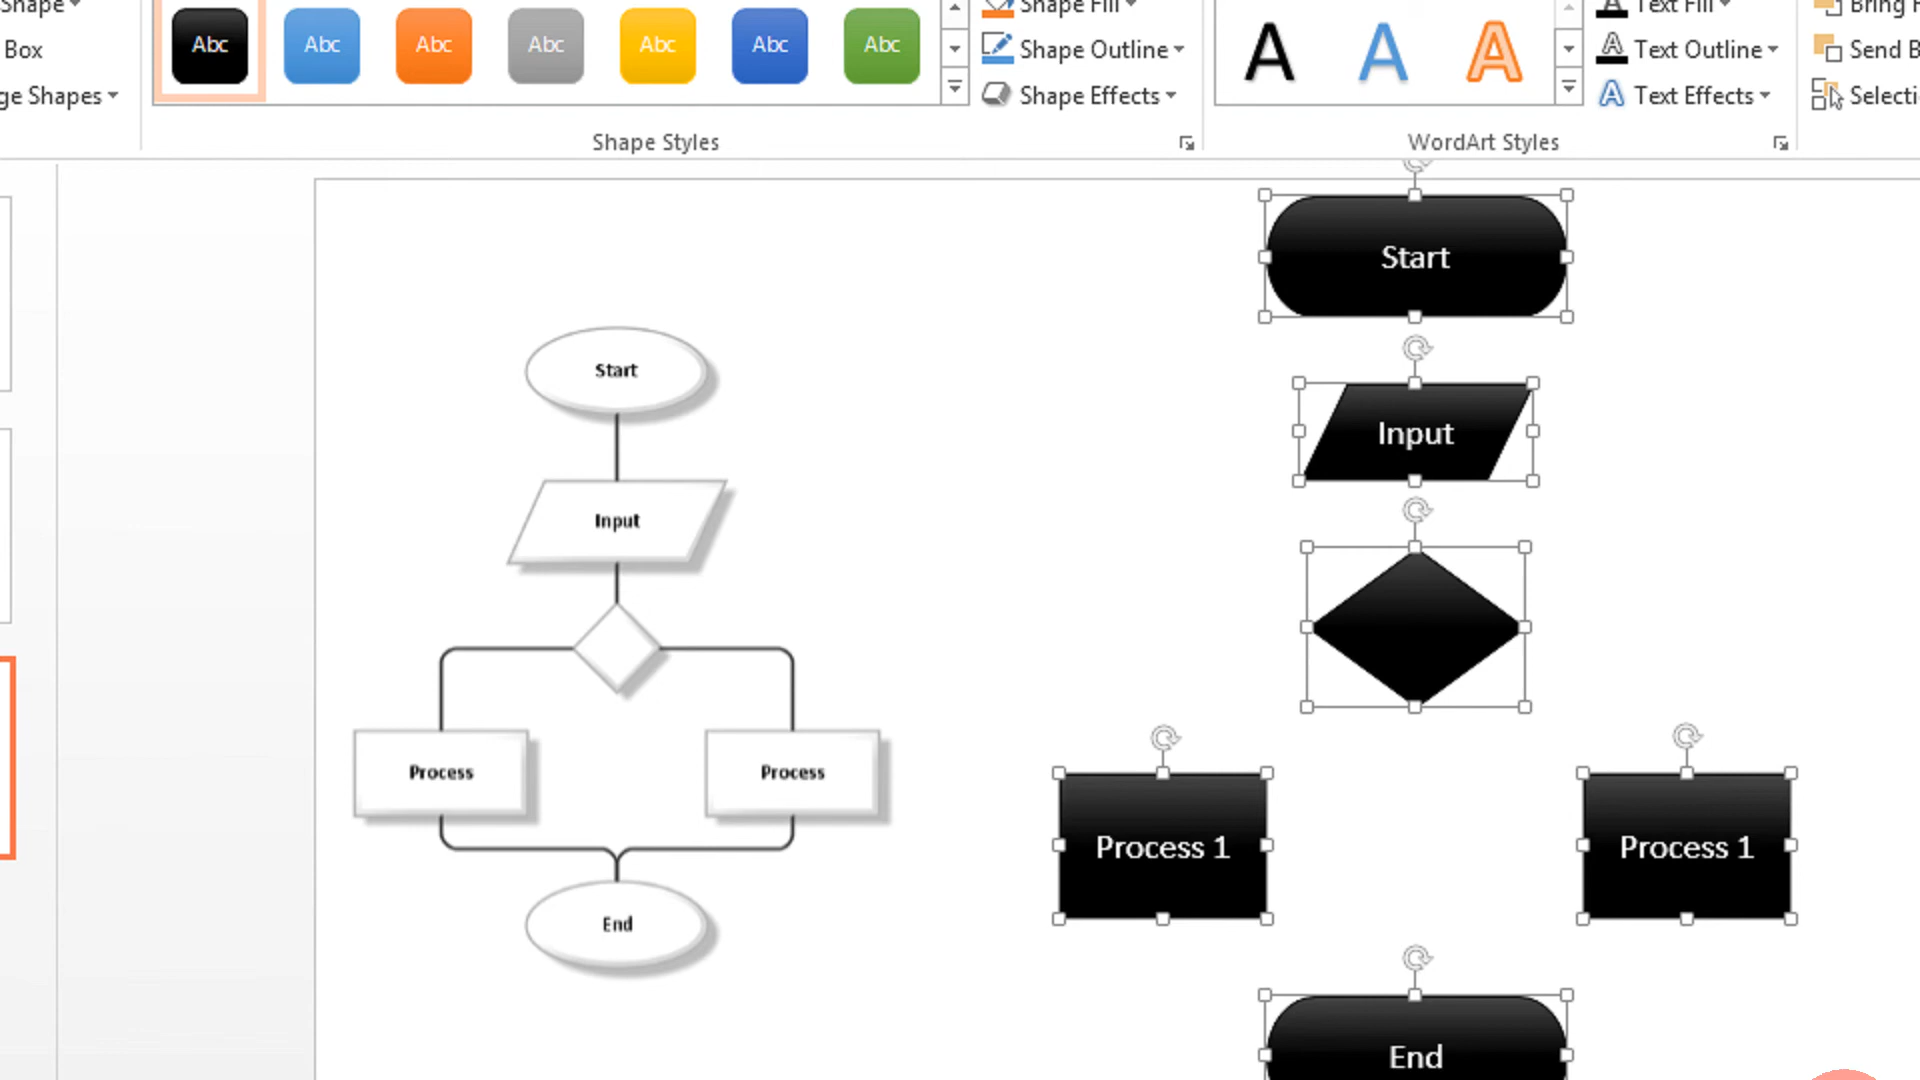 Shape
Box
ge Shapes
Abc Abc Abc Abc Abc Abc Abc
Shape Fill
Shape Outline
Shape Effects
Shape Styles
A A A
Text Fill
Text Outline
Text Effects
WordArt Styles
Bring F
Send B
Selecti
Start
Input
Process Process
End
Start
Input
Process 1 Process 1
End